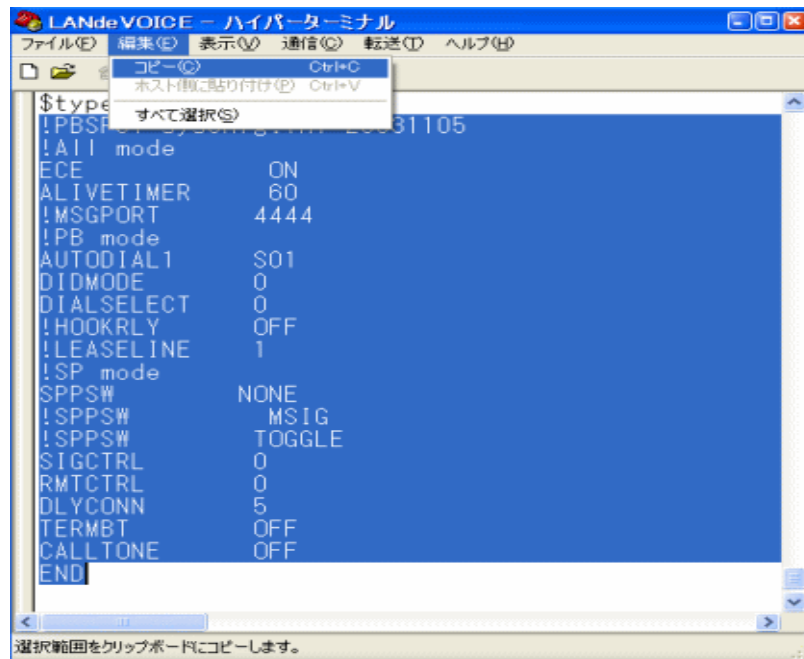 LANdeVOICE - ハイパーターミナル
ファイル(F) 編集(E) 表示(V) 通信(C) 転送(T) ヘルプ(H)
コピー(C) Ctrl+C
ホスト側に貼り付け(P) Ctrl+V
すべて選択(S)
$type
!All mode
ECE ON
ALIVETIMER 60
!MSGPORT 4444
!PB mode
AUTODIAL1 S01
DIDMODE 0
DIALSELECT 0
!HOOKRLY OFF
!LEASELINE 1
!SP mode
SPPSW NONE
!SPPSW MSIG
!SPPSW TOGGLE
SIGCTRL 0
RMTCTRL 0
DLYCONN 5
TERMBT OFF
CALLTONE OFF
END
選択範囲をクリップボードにコピーします。